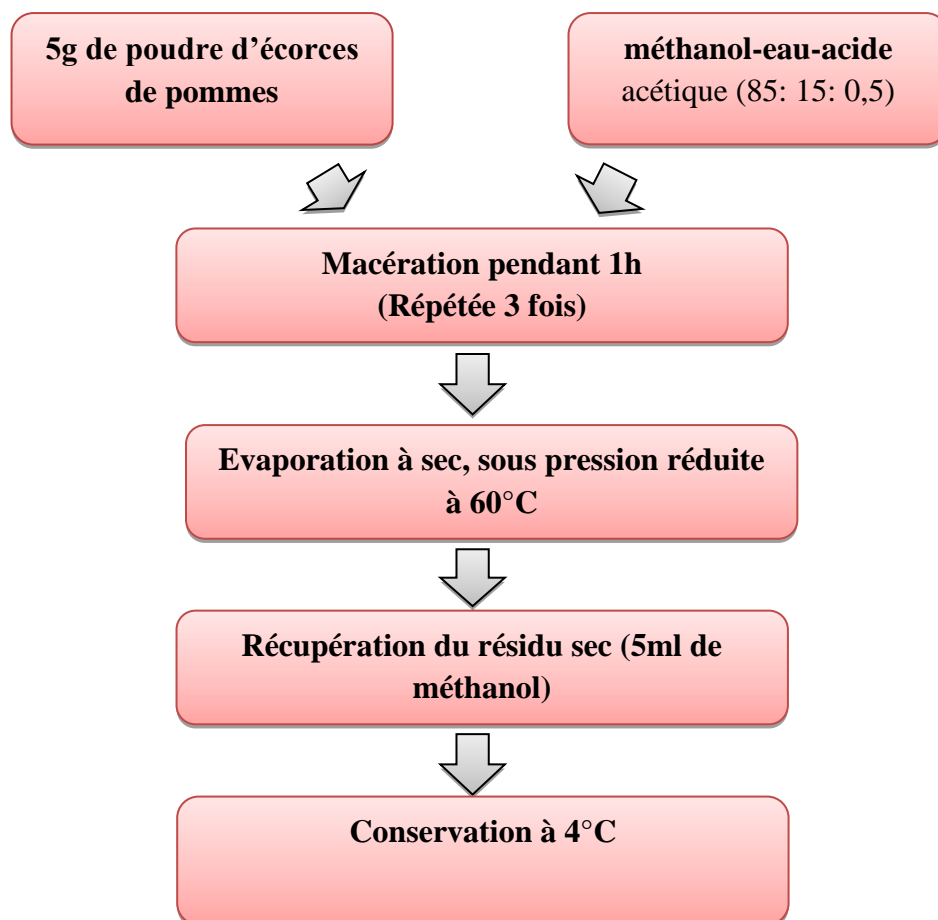 5g de poudre d'écorces
de pommes
méthanol-eau-acide
acétique (85: 15: 0,5)
Macération pendant 1h
(Répétée 3 fois)
Evaporation à sec, sous pression réduite
à 60°C
Récupération du résidu sec (5ml de
méthanol)
Conservation à 4°C